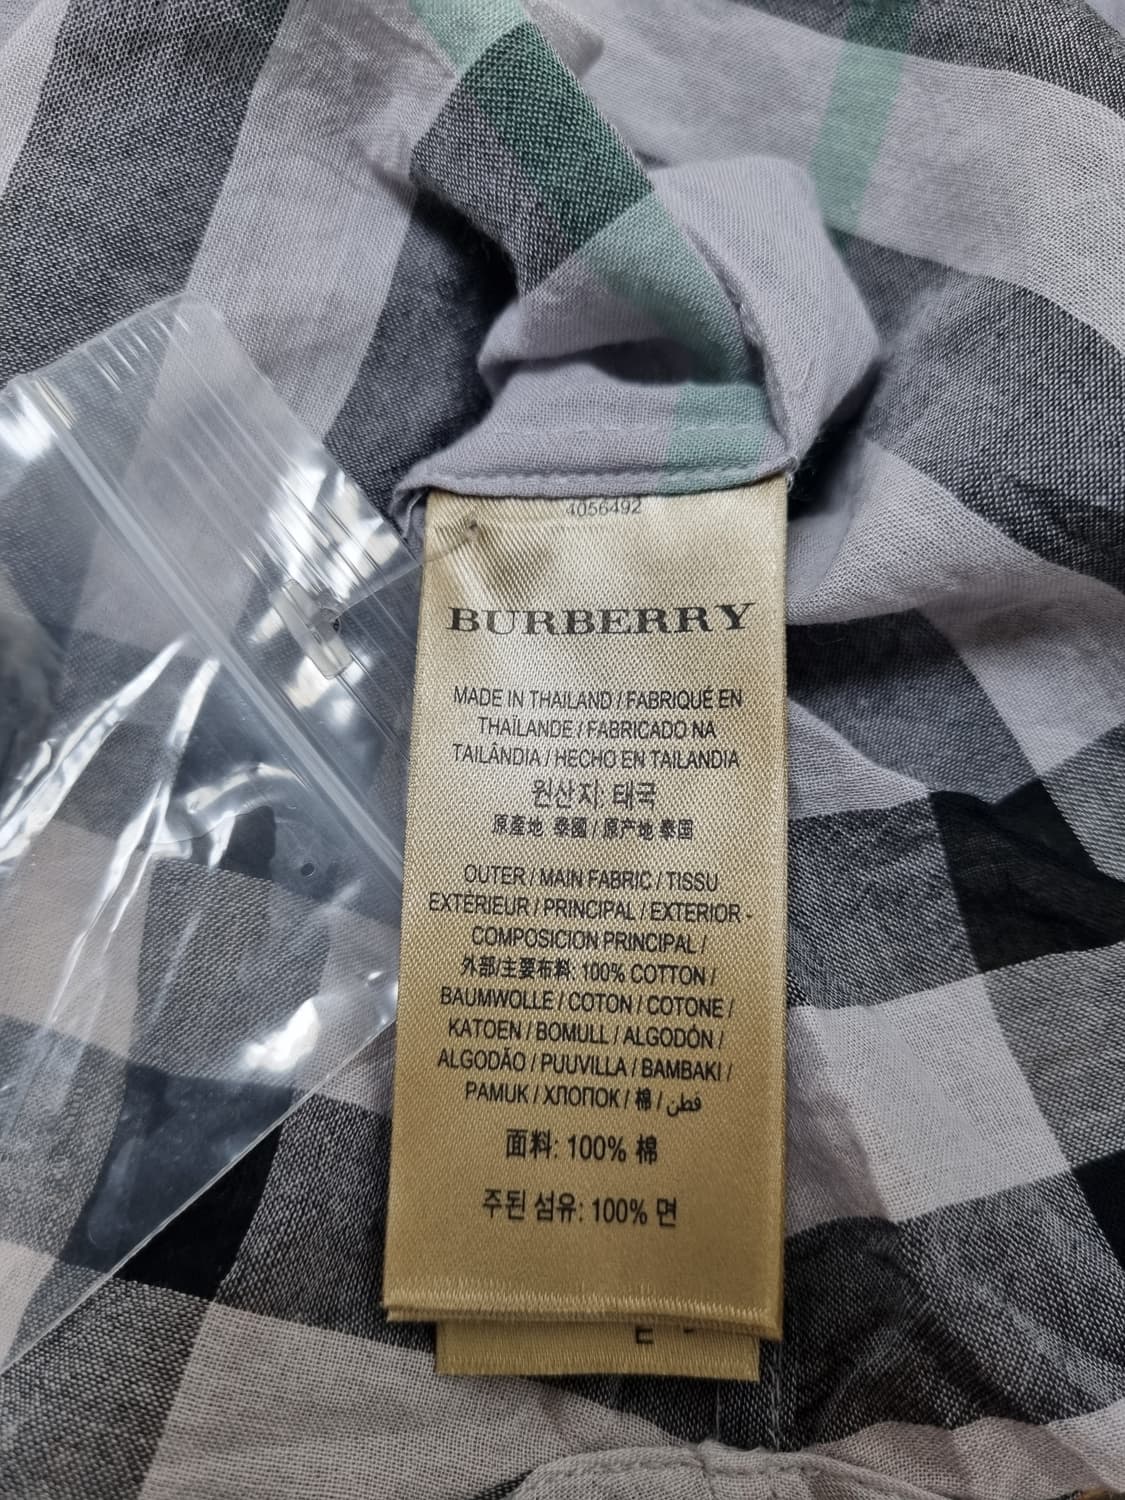 4056492
BURBERRY
MADE IN THAILAND / FABRIQUÉ EN
THAÏLANDE / FABRICADO NA
TAILÂNDIA / HECHO EN TAILANDIA
원산지 태국
原產地 泰國 / 原产地 泰国
OUTER / MAIN FABRIC / TISSU
EXTÉRIEUR / PRINCIPAL / EXTERIOR -
COMPOSICION PRINCIPAL /
外部/主要布料: 100% COTTON /
BAUMWOLLE / COTON / COTONE /
KATOEN / BOMULL / ALGODÓN /
ALGODÃO / PUUVILLA / BAMBAKI /
PAMUK / ХЛОПОК / 棉 / قطن
面料: 100% 棉
주된 섬유: 100% 면